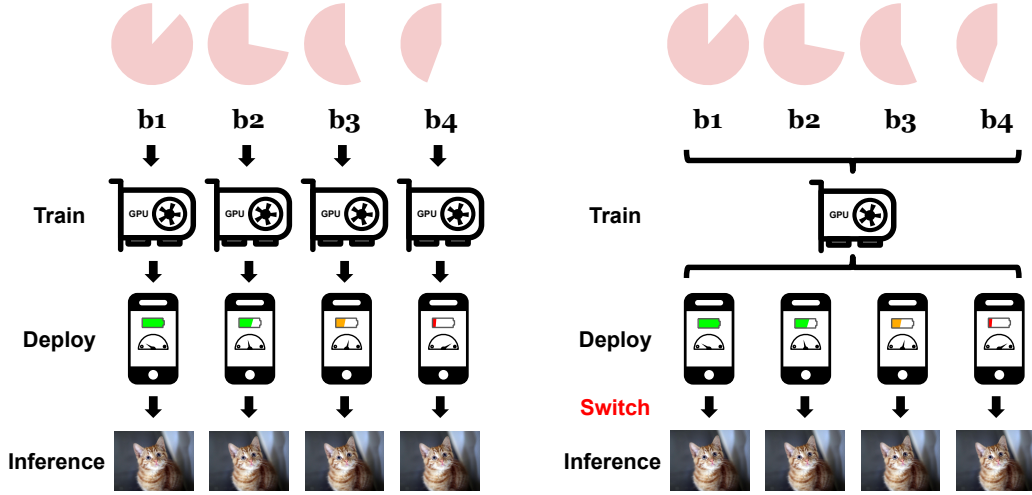 b1 b2 b3 b4
Train GPU GPU GPU GPU
Deploy
Inference
b1 b2 b3 b4
Train GPU
Deploy
Switch
Inference